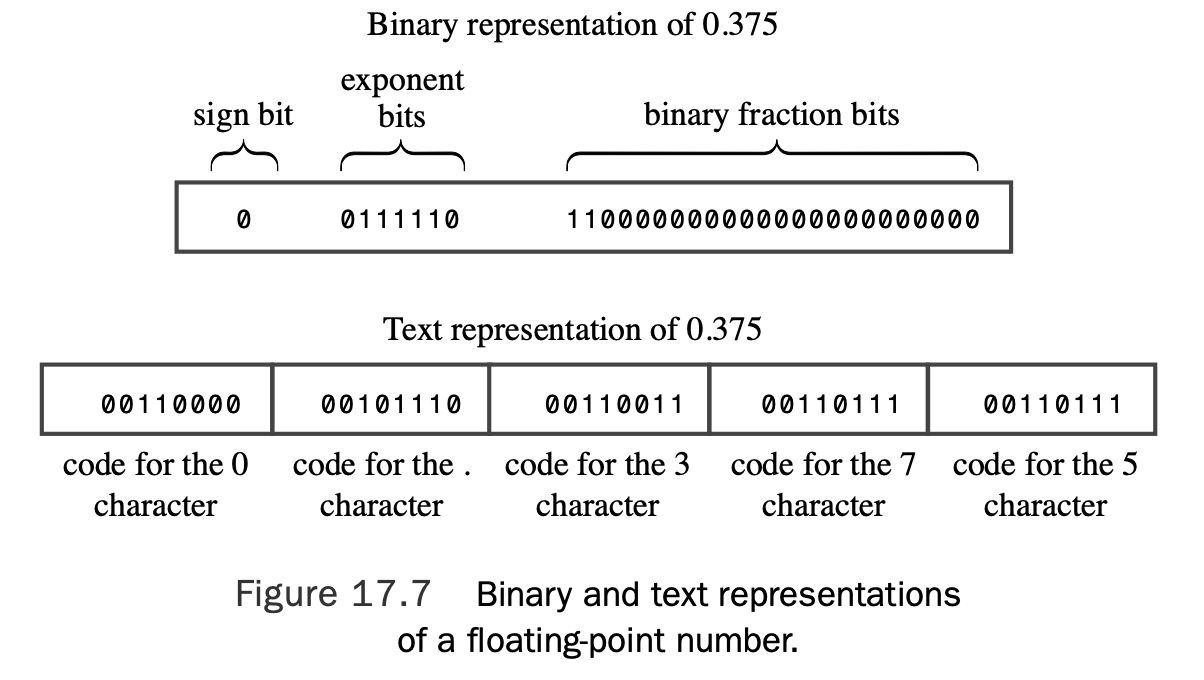 Binary representation of 0.375
exponent
sign bit bits binary fraction bits
0 0111110 110000000000000000000000
Text representation of 0.375
00110000 00101110 00110011 00110111 00110111
code for the 0 code for the . code for the 3 code for the 7 code for the 5
character character character character character
Figure 17.7 Binary and text representations
of a floating-point number.